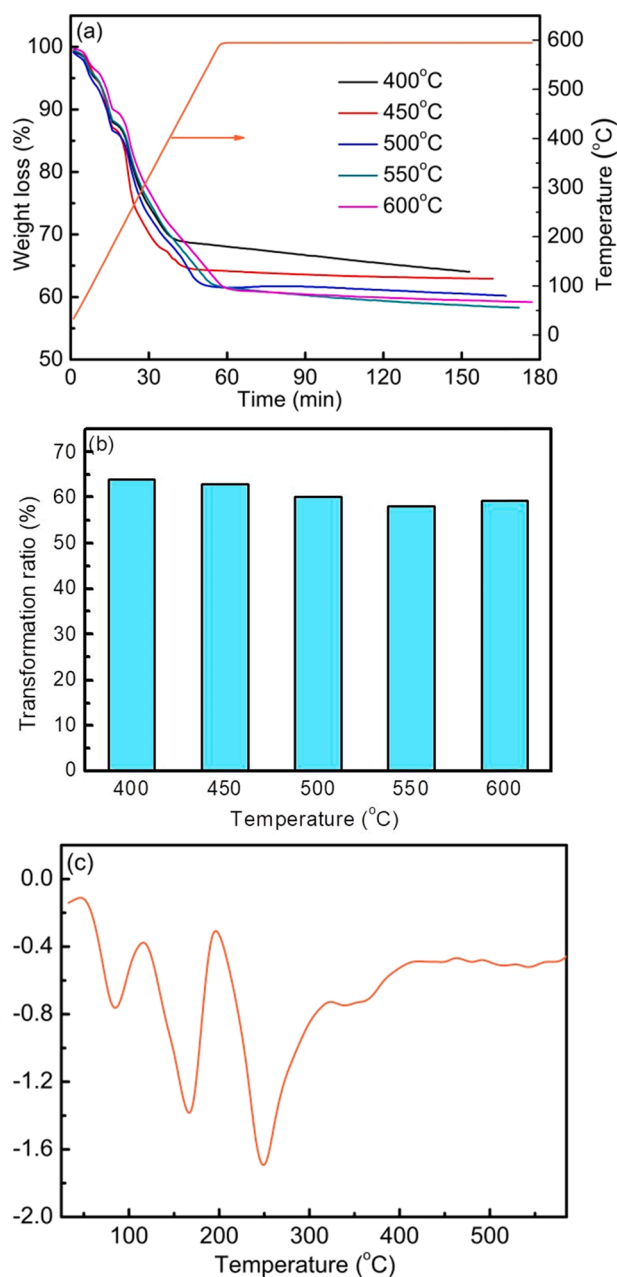 (a)
100
90
80
70
60
50
Weight loss (%)
600
500
400
300
200
100
0
Temperature (°C)
400°C
450°C
500°C
550°C
600°C
0 30 60 90 120 150 180
Time (min)
(b)
70
60
50
40
30
20
10
0
Transformation ratio (%)
400 450 500 550 600
Temperature (°C)
(c)
0.0
-0.4
-0.8
-1.2
-1.6
-2.0
100 200 300 400 500
Temperature (°C)